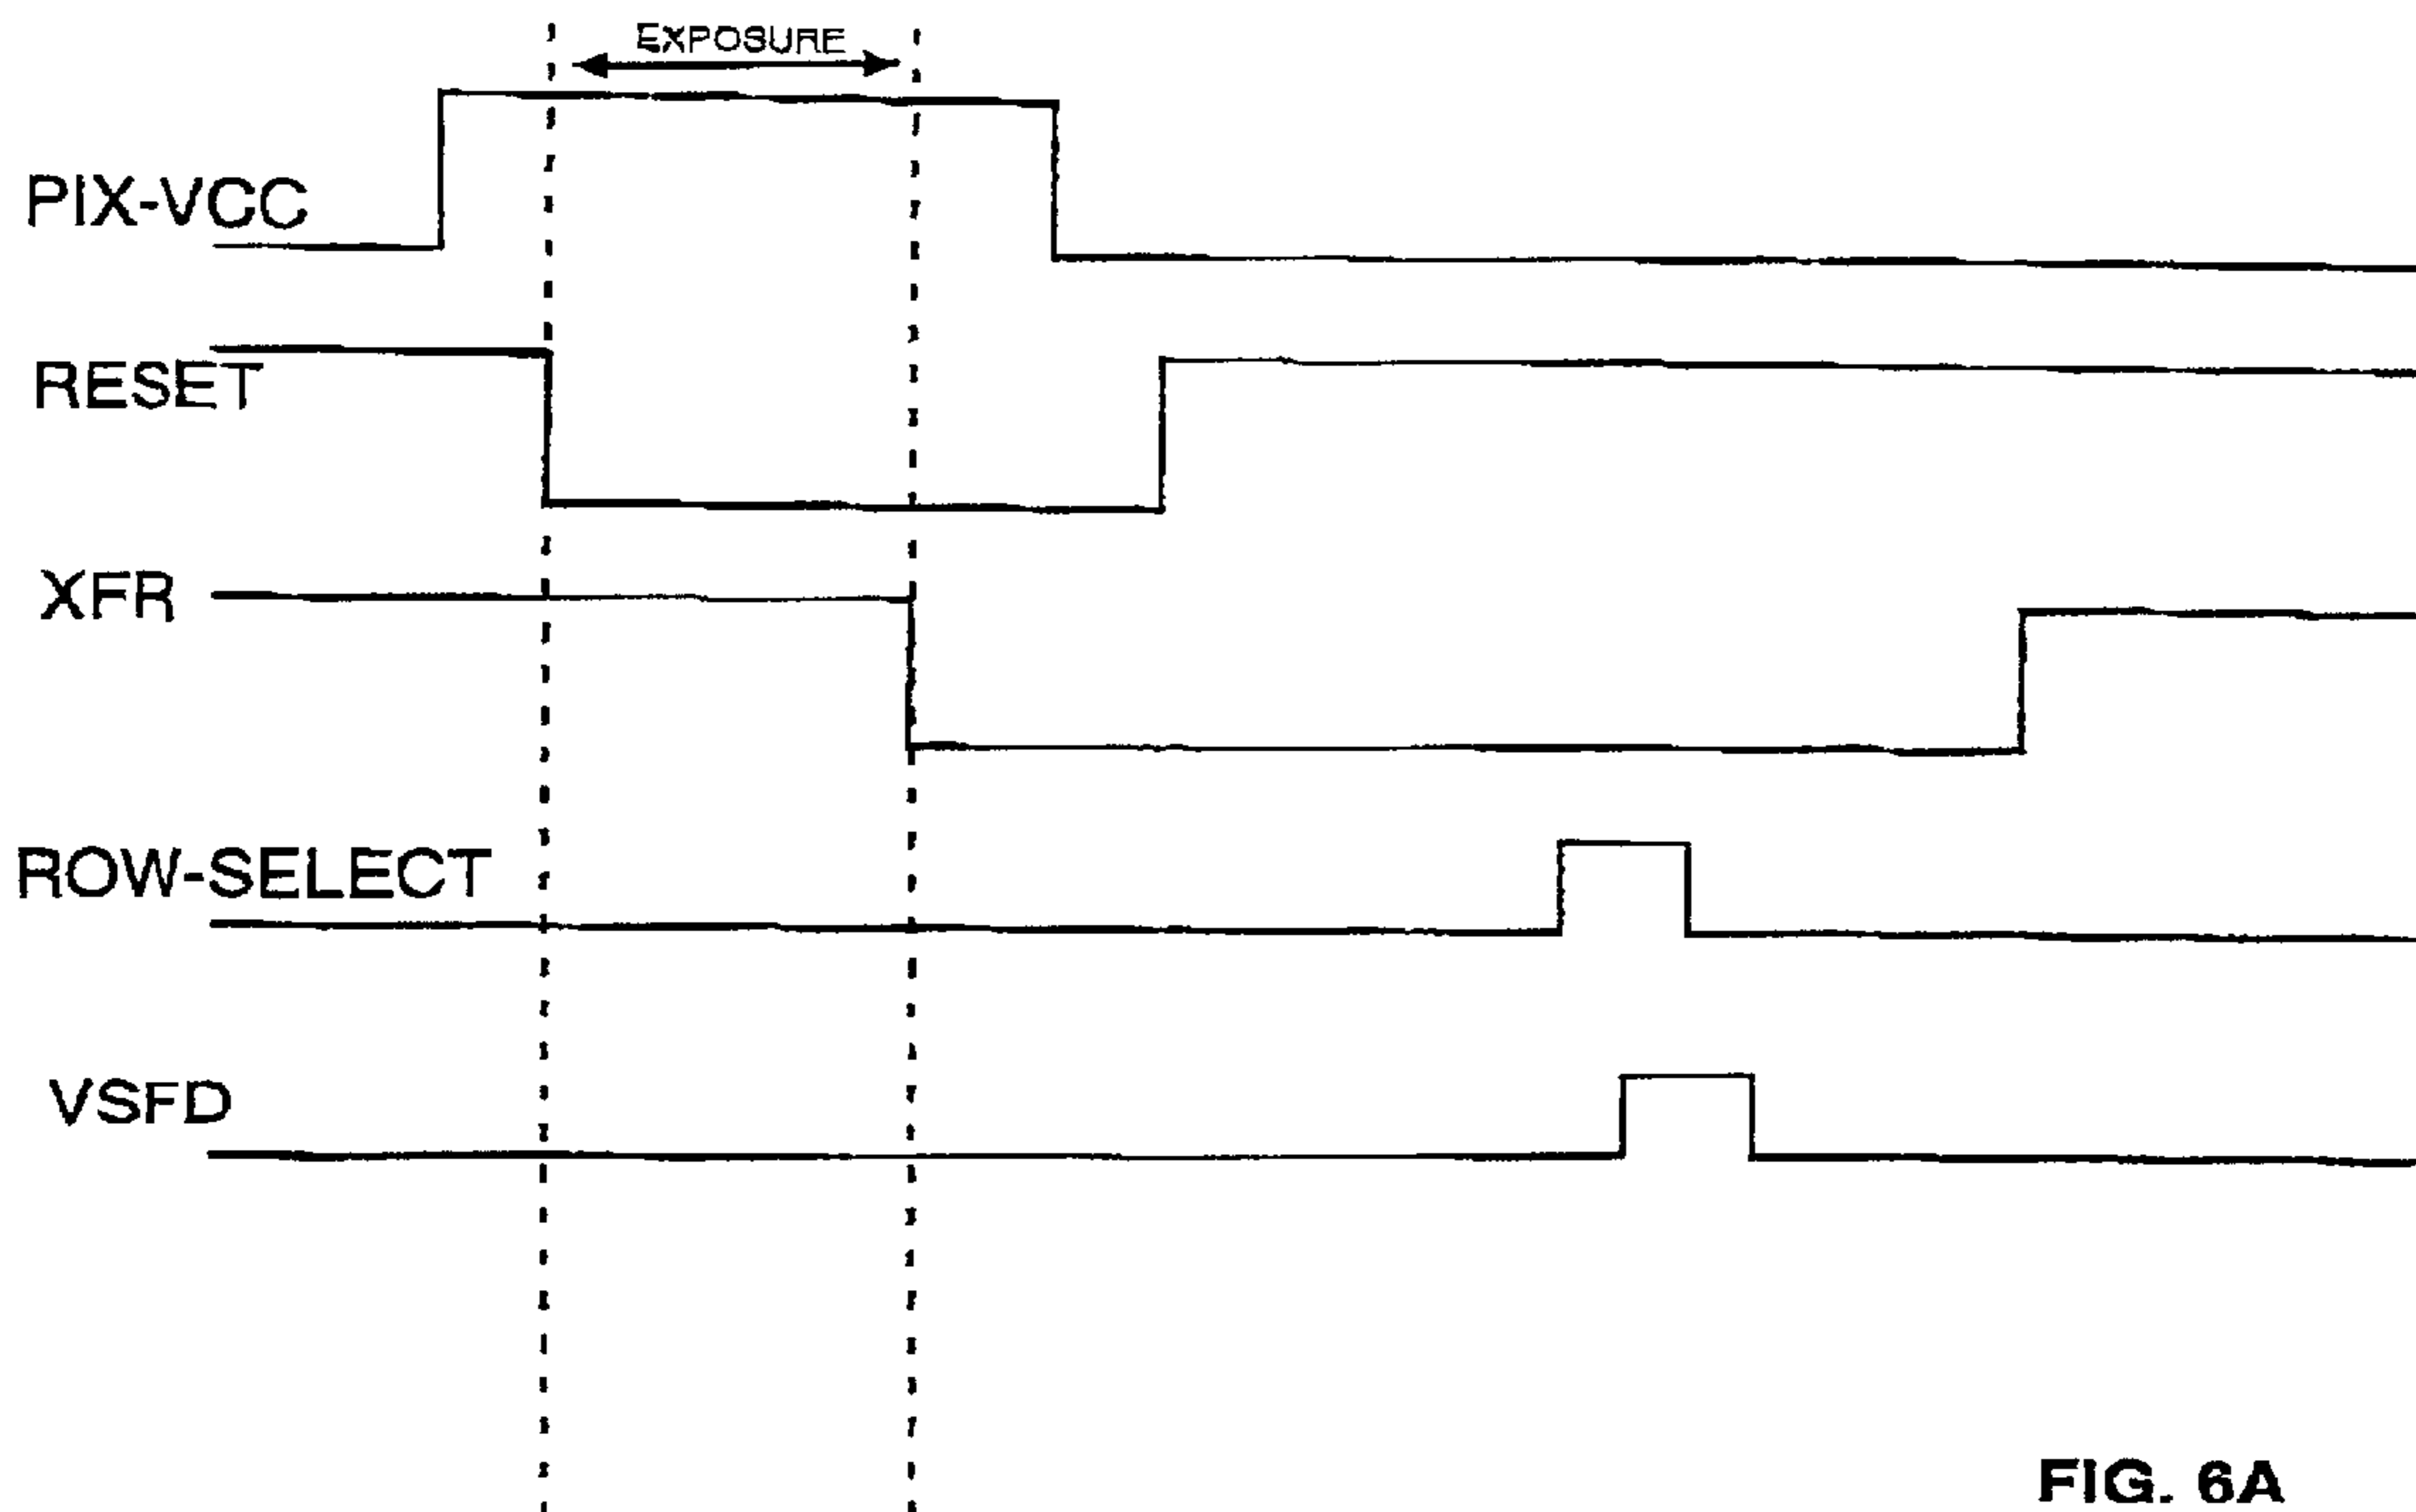 EXPOSURE
PIX-VCC
RESET
XFR
ROW-SELECT
VSFD
FIG. 6A